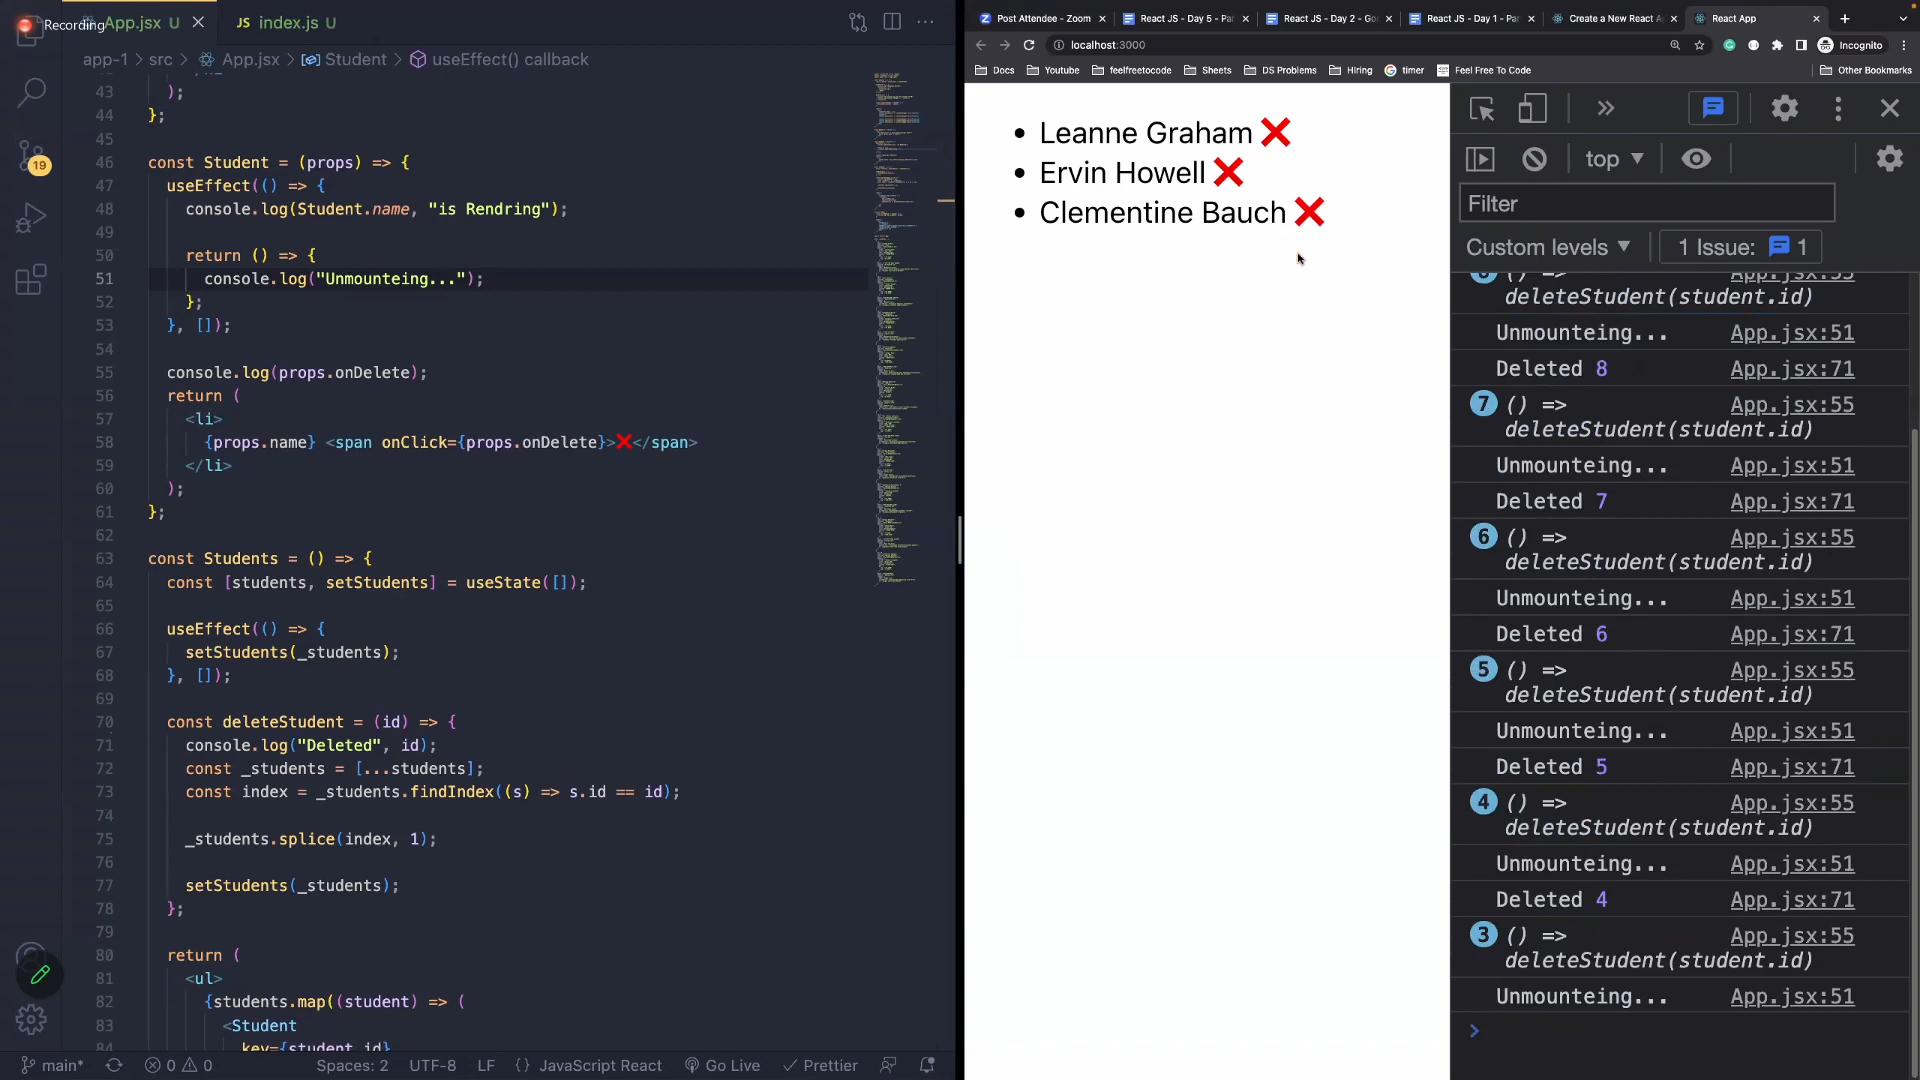 Recording
App.jsx U
JS index.js U
app-1 > src > App.jsx > Student > useEffect() callback
43 );
44 };
45
46 const Student = (props) => {
47 useEffect(() => {
48 console.log(Student.name, "is Rendring");
49
50 return () => {
51 console.log("Unmounteing...");
52 };
53 }, []);
54
55 console.log(props.onDelete);
56 return (
57 <li>
58 {props.name} <span onClick={props.onDelete}>❌</span>
59 </li>
60 );
61 };
62
63 const Students = () => {
64 const [students, setStudents] = useState([]);
65
66 useEffect(() => {
67 setStudents(_students);
68 }, []);
69
70 const deleteStudent = (id) => {
71 console.log("Deleted", id);
72 const _students = [...students];
73 const index = _students.findIndex((s) => s.id == id);
74
75 _students.splice(index, 1);
76
77 setStudents(_students);
78 };
79
80 return (
81 <ul>
82 {students.map((student) => (
83 <Student
84 key={student.id}
19
main* 0 0 Spaces: 2 UTF-8 LF {} JavaScript React Go Live Prettier
Post Attendee - Zoom React JS - Day 5 - Par React JS - Day 2 - Go React JS - Day 1 - Part Create a New React A React App
localhost:3000 Incognito
Docs Youtube feelfreetocode Sheets DS Problems Hiring timer Feel Free To Code Other Bookmarks
• Leanne Graham ❌
• Ervin Howell ❌
• Clementine Bauch ❌
top
Filter
Custom levels 1 Issue: 1
deleteStudent(student.id)
Unmounteing... App.jsx:51
Deleted 8 App.jsx:71
7 () => App.jsx:55
deleteStudent(student.id)
Unmounteing... App.jsx:51
Deleted 7 App.jsx:71
6 () => App.jsx:55
deleteStudent(student.id)
Unmounteing... App.jsx:51
Deleted 6 App.jsx:71
5 () => App.jsx:55
deleteStudent(student.id)
Unmounteing... App.jsx:51
Deleted 5 App.jsx:71
4 () => App.jsx:55
deleteStudent(student.id)
Unmounteing... App.jsx:51
Deleted 4 App.jsx:71
3 () => App.jsx:55
deleteStudent(student.id)
Unmounteing... App.jsx:51